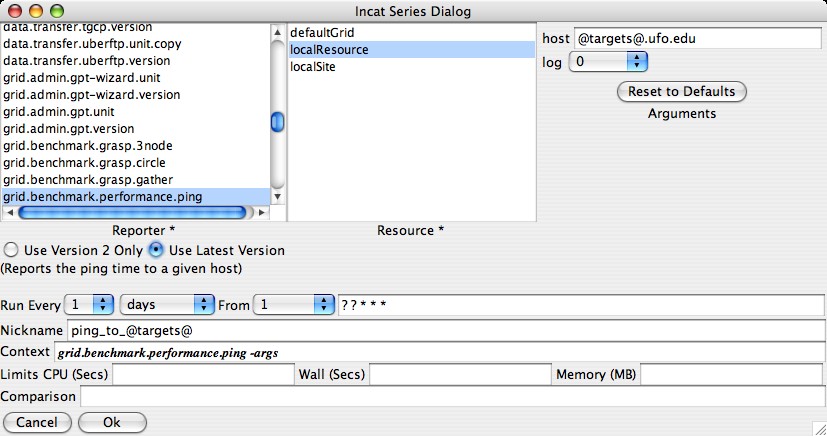 Incat Series Dialog
data.transfer.tgcp.version
data.transfer.uberftp.unit.copy
data.transfer.uberftp.version
grid.admin.gpt-wizard.unit
grid.admin.gpt-wizard.version
grid.admin.gpt.unit
grid.admin.gpt.version
grid.benchmark.grasp.3node
grid.benchmark.grasp.circle
grid.benchmark.grasp.gather
grid.benchmark.performance.ping
Reporter *
defaultGrid
localResource
localSite
Resource *
host @targets@.ufo.edu
log 0
Reset to Defaults
Arguments
Use Version 2 Only Use Latest Version
(Reports the ping time to a given host)
Run Every 1 days From 1 ? ? * * *
Nickname ping_to_@targets@
Context grid.benchmark.performance.ping -args
Limits CPU (Secs) Wall (Secs) Memory (MB)
Comparison
Cancel Ok